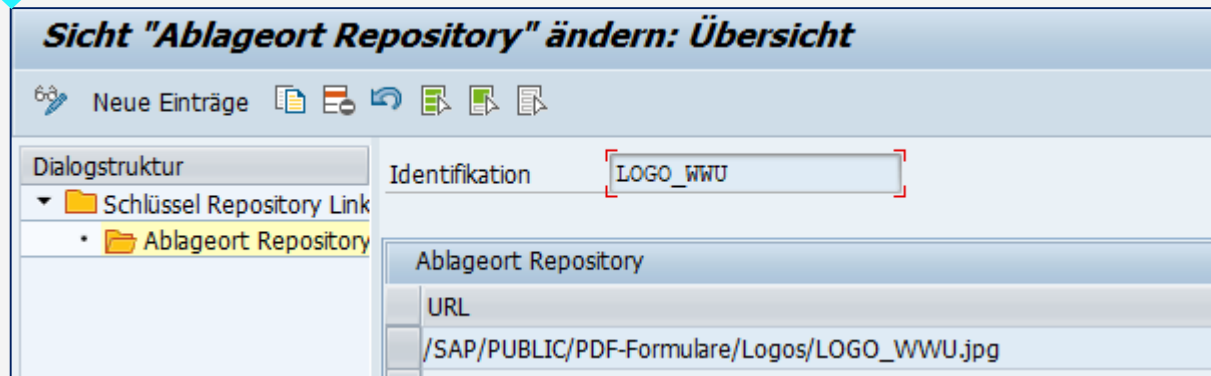 Sicht "Ablageort Repository" ändern: Übersicht
Neue Einträge
Dialogstruktur
Schlüssel Repository Link
Ablageort Repository
Identifikation LOGO_WWU
Ablageort Repository
URL
/SAP/PUBLIC/PDF-Formulare/Logos/LOGO_WWU.jpg